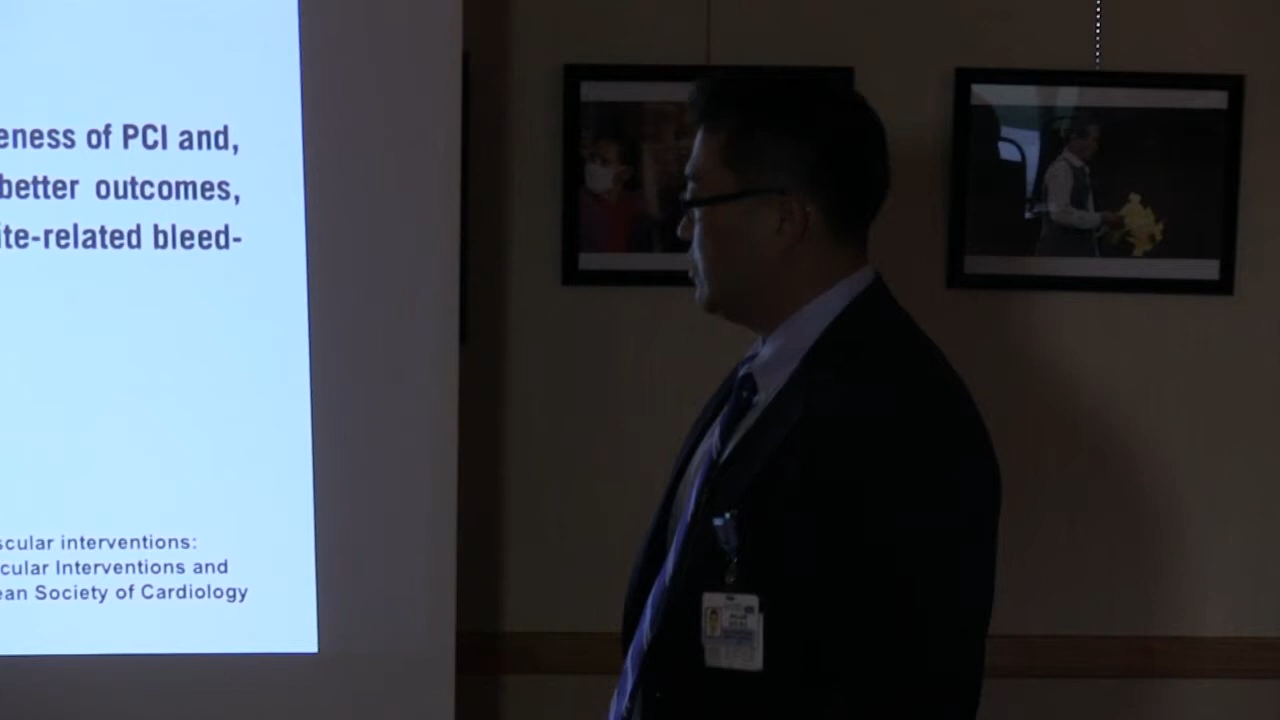 eness of PCI and,
better outcomes,
ite-related bleed-
scular interventions:
cular Interventions and
ean Society of Cardiology